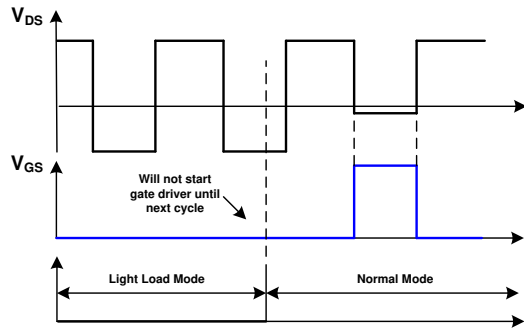 VDS
VGS
Will not start
gate driver until
next cycle
Light Load Mode
Normal Mode